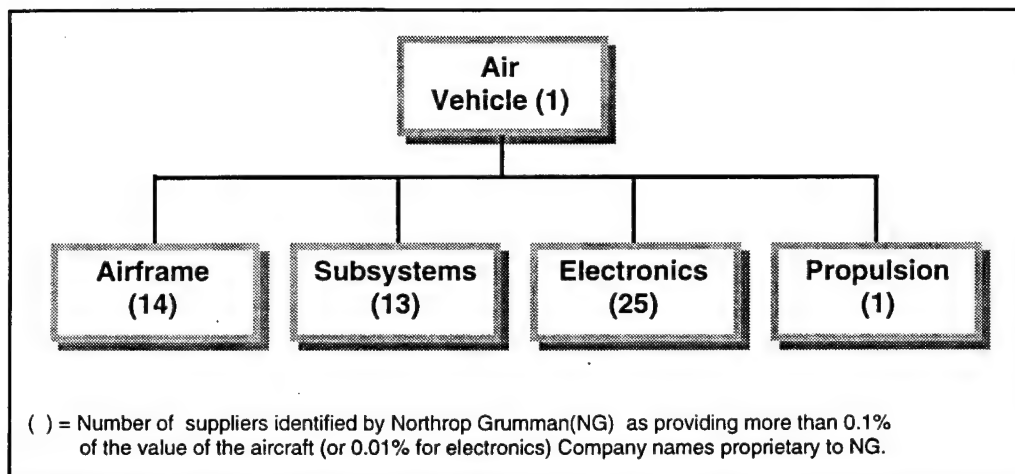 Air
Vehicle (1)
Airframe
(14)
Subsystems
(13)
Electronics
(25)
Propulsion
(1)
( ) = Number of suppliers identified by Northrop Grumman(NG) as providing more than 0.1%
of the value of the aircraft (or 0.01% for electronics) Company names proprietary to NG.